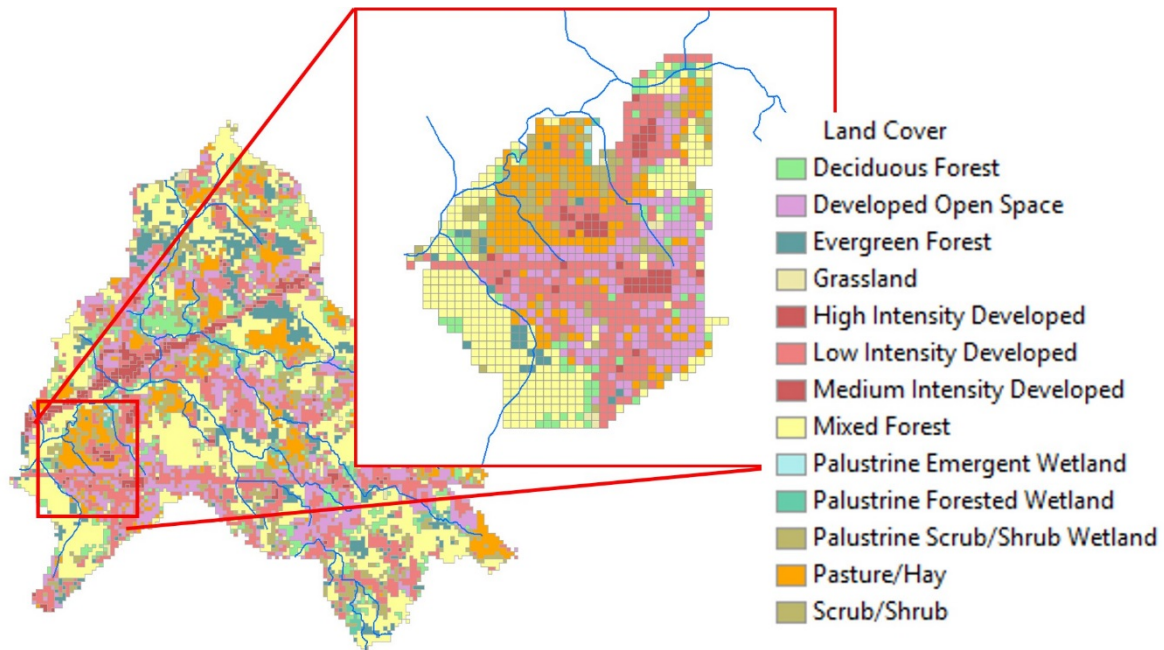 Land Cover
Deciduous Forest
Developed Open Space
Evergreen Forest
Grassland
High Intensity Developed
Low Intensity Developed
Medium Intensity Developed
Mixed Forest
Palustrine Emergent Wetland
Palustrine Forested Wetland
Palustrine Scrub/Shrub Wetland
Pasture/Hay
Scrub/Shrub